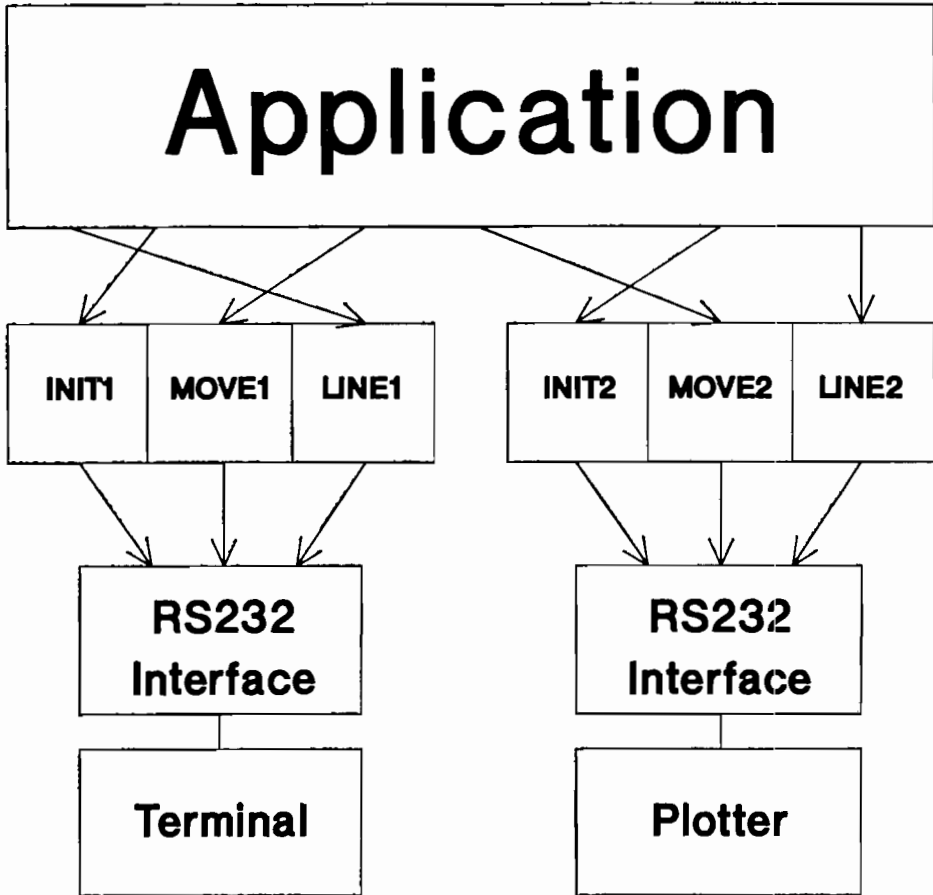 Application
INIT1 MOVE1 LINE1 INIT2 MOVE2 LINE2
RS232 RS232
Interface Interface
Terminal Plotter